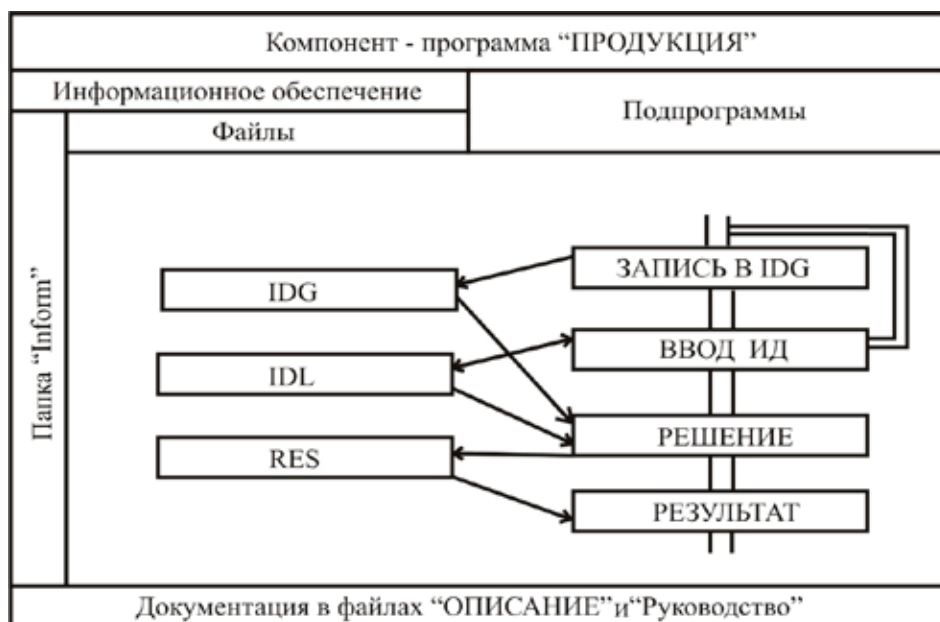 Компонент - программа “ПРОДУКЦИЯ”
Информационное обеспечение
Подпрограммы
Файлы
Папка “Inform”
IDG
IDL
RES
ЗАПИСЬ В IDG
ВВОД ИД
РЕШЕНИЕ
РЕЗУЛЬТАТ
Документация в файлах “ОПИСАНИЕ”и“Руководство”